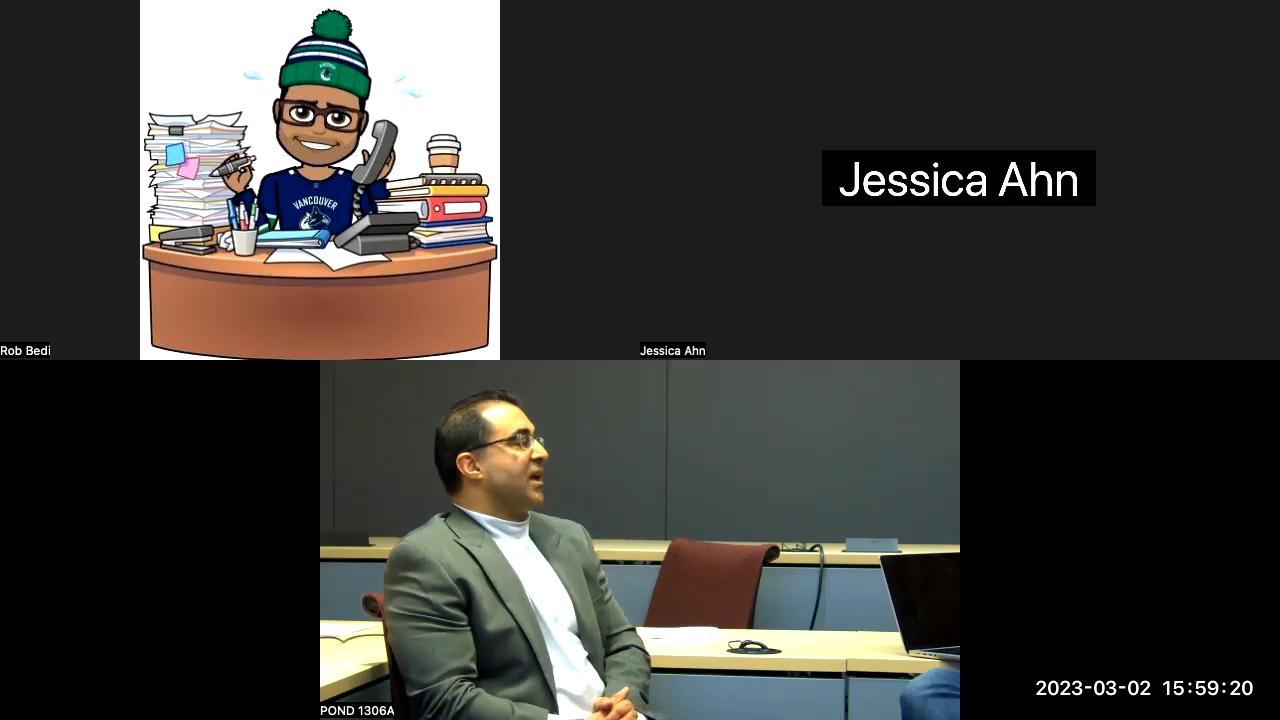 VANCOUVER
Rob Bedi
Jessica Ahn
Jessica Ahn
POND 1306A
2023-03-02 15:59:20